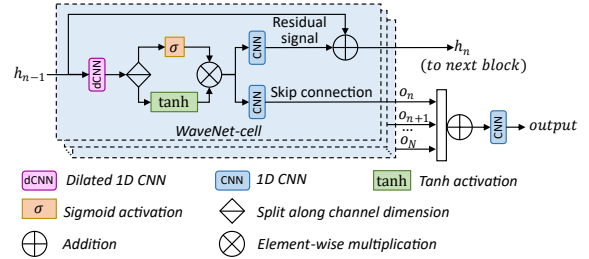 Residual
signal
CNN
σ
h_{n-1}
dCNN
tanh
CNN
Skip connection
WaveNet-cell
h_n
(to next block)
o_n
o_{n+1}
...
o_N
CNN
output
dCNN Dilated 1D CNN
CNN 1D CNN
tanh Tanh activation
σ Sigmoid activation
Split along channel dimension
Addition
Element-wise multiplication